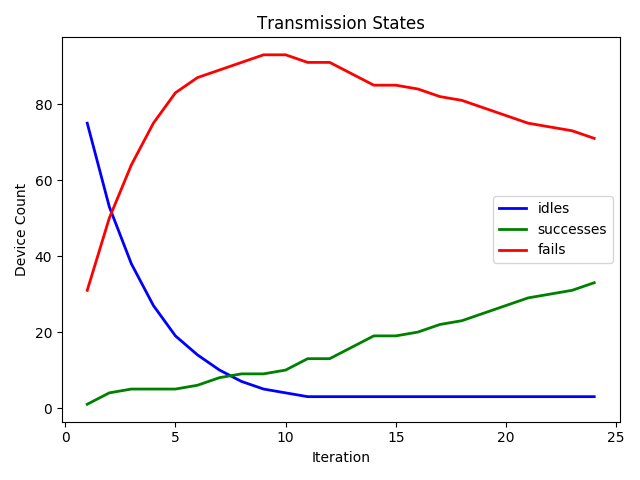 Transmission States
Device Count
80
60
40
20
0
idles
successes
fails
0 5 10 15 20 25
Iteration